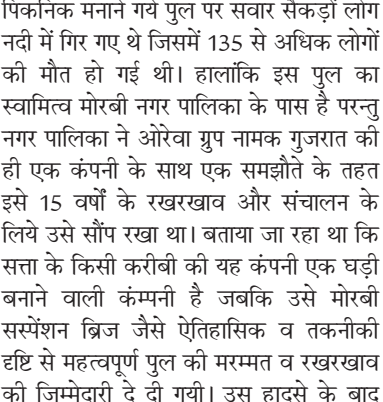 पिकनिक मनाने गये पुल पर सवार सैकड़ों लोग
नदी में गिर गए थे जिसमें 135 से अधिक लोगों
की मौत हो गई थी। हालांकि इस पुल का
स्वामित्व मोरबी नगर पालिका के पास है परन्तु
नगर पालिका ने ओरेवा ग्रुप नामक गुजरात की
ही एक कंपनी के साथ एक समझौते के तहत
इसे 15 वर्षों के रखरखाव और संचालन के
लिये उसे सौंप रखा था। बताया जा रहा था कि
सत्ता के किसी करीबी की यह कंपनी एक घड़ी
बनाने वाली कंम्पनी है जबकि उसे मोरबी
सस्पेंशन ब्रिज जैसे ऐतिहासिक व तकनीकी
दृष्टि से महत्वपूर्ण पुल की मरम्मत व रखरखाव
की जिम्मेदारी दे दी गयी। उस हादसे के बाद